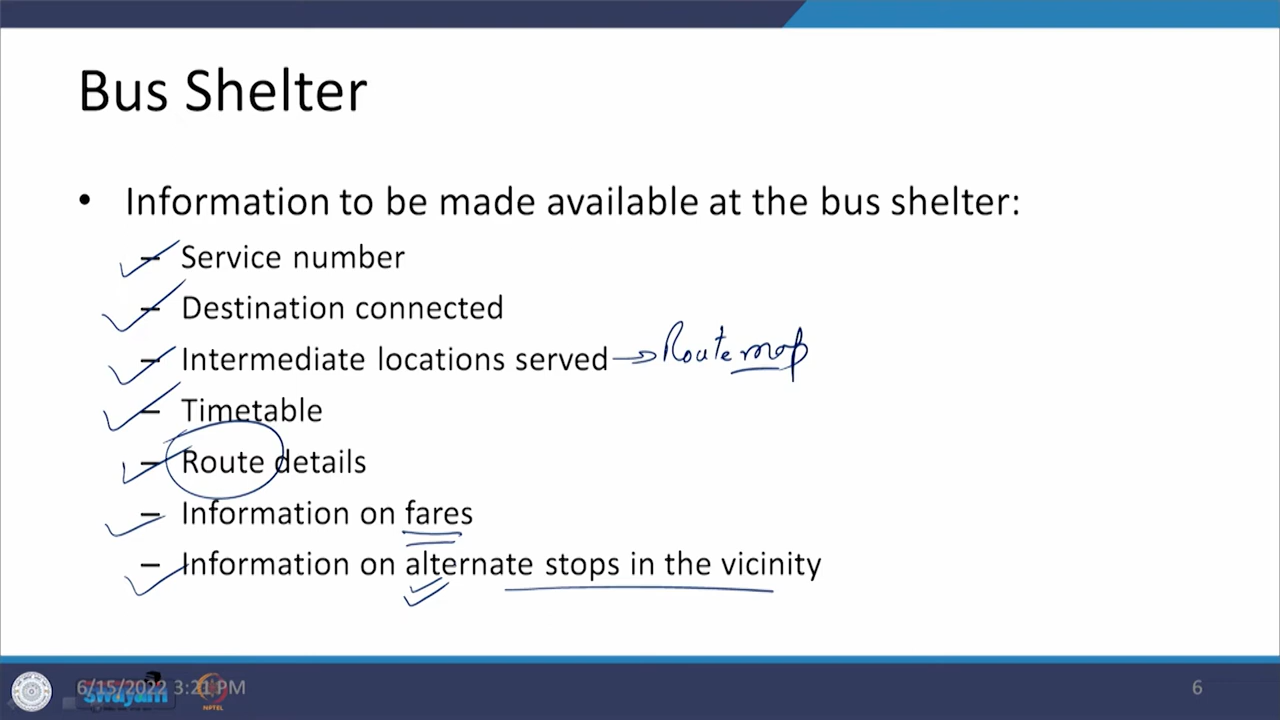 Bus Shelter
• Information to be made available at the bus shelter:
– Service number
– Destination connected
– Intermediate locations served → Route map
– Timetable
– Route details
– Information on fares
– Information on alternate stops in the vicinity
6/15/2022 3:21 PM
swayam
NPTEL
6